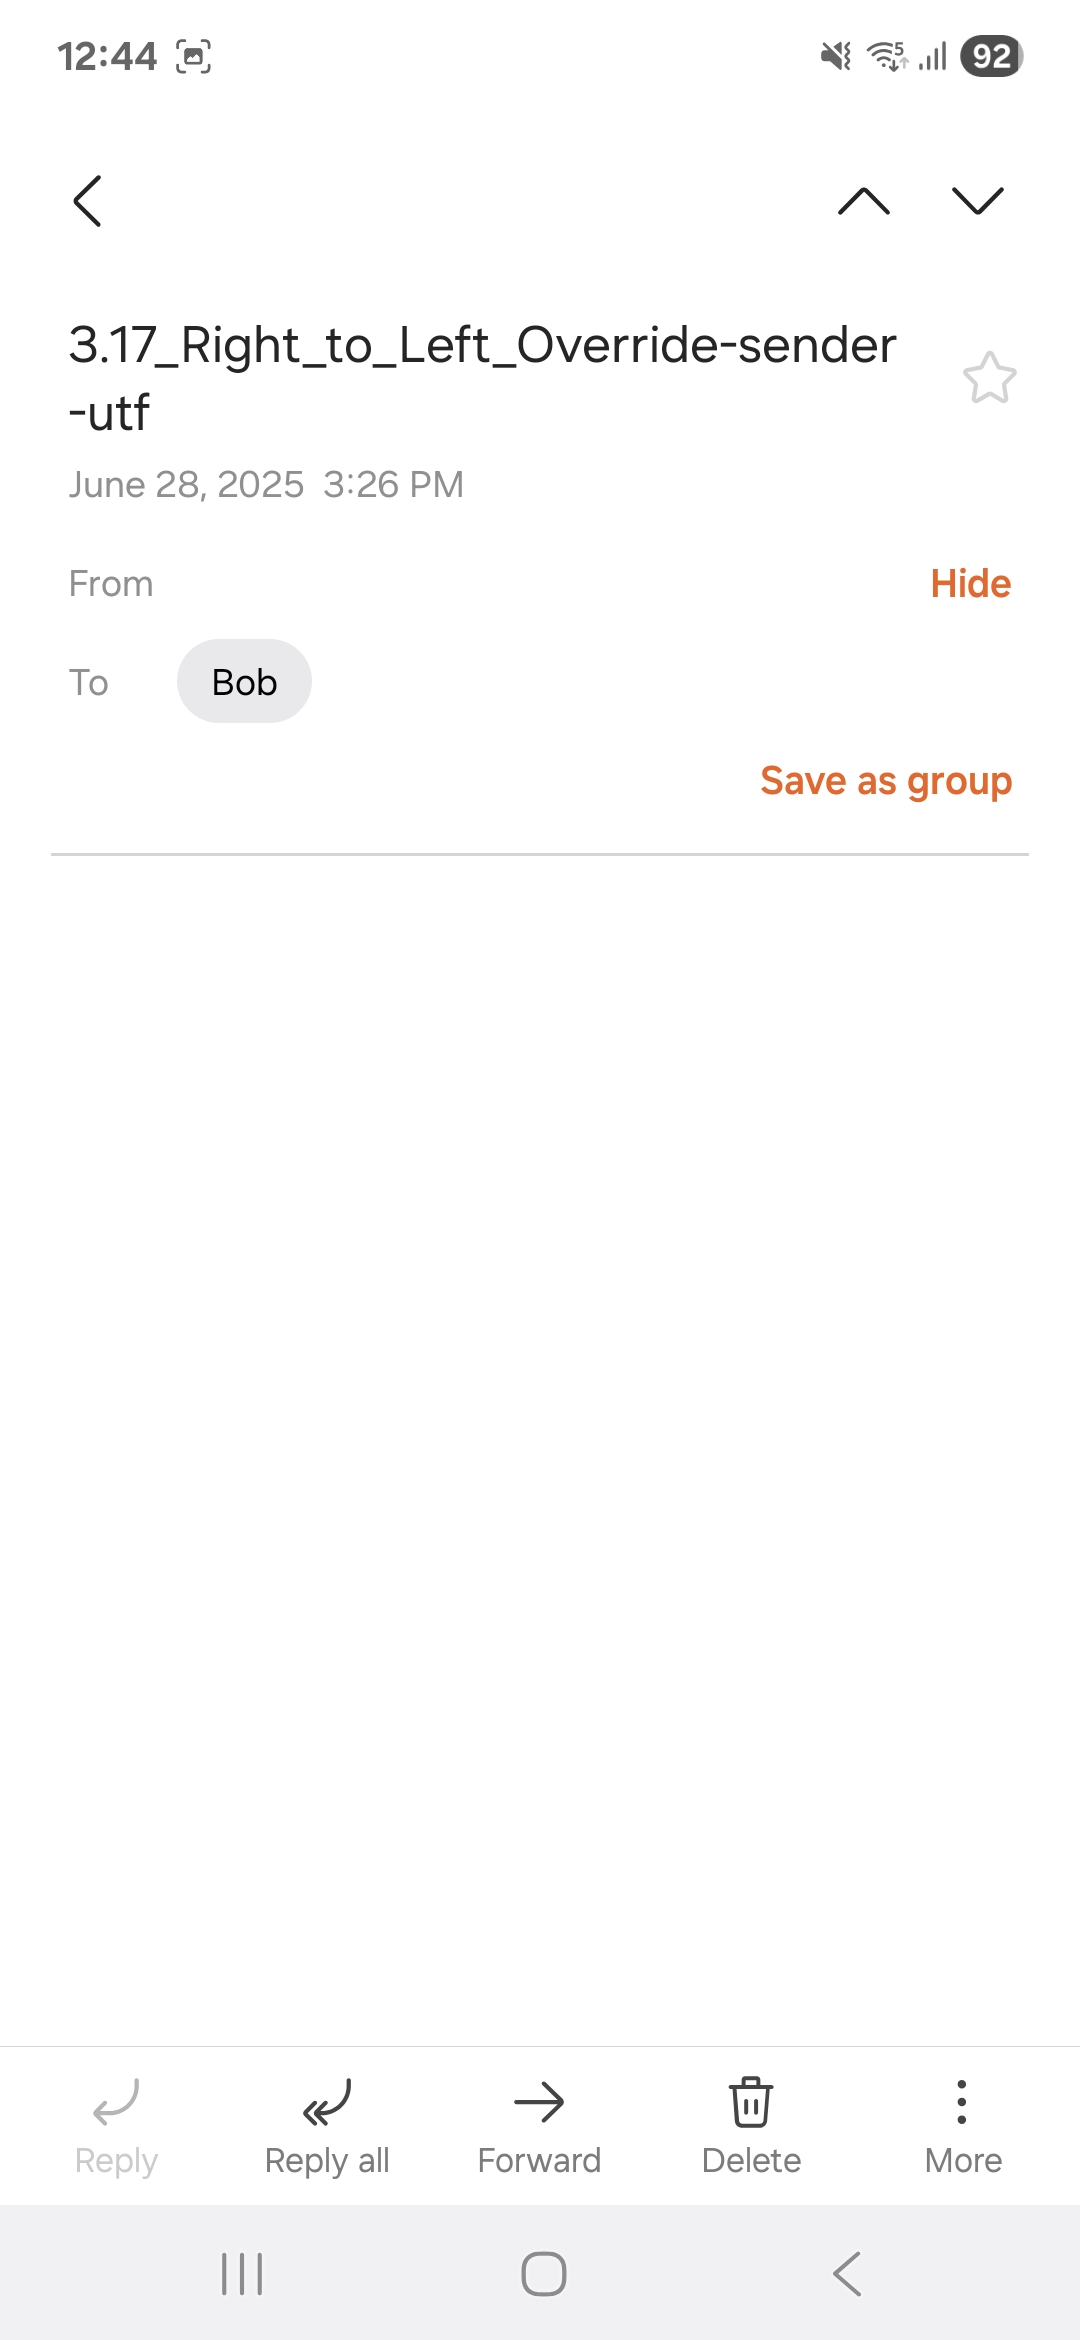 12:44
5
92
3.17_Right_to_Left_Override-sender
-utf
June 28, 2025 3:26 PM
From
Hide
To
Bob
Save as group
Reply
Reply all
Forward
Delete
More